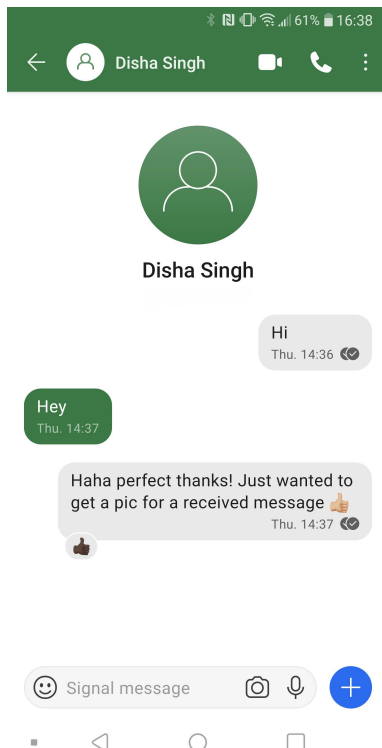 61% 16:38
Disha Singh
Disha Singh
Hi
Thu. 14:36
Hey
Thu. 14:37
Haha perfect thanks! Just wanted to
get a pic for a received message 👍🏼
Thu. 14:37
Signal message